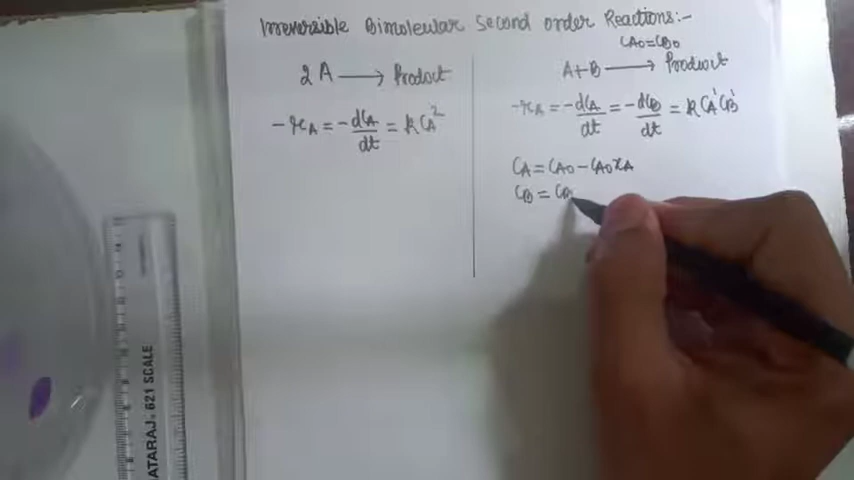 Irreversible Bimolecular Second order Reactions:-
2A ⟶ Product
-rA = -dCA/dt = kCA²
CA0=CB0
A+B ⟶ Product
-rA = -dCA/dt = -dCB/dt = kCA¹CB¹
CA = CA0 - CA0XA
CB = CB
ATARAJ. 621 SCALE